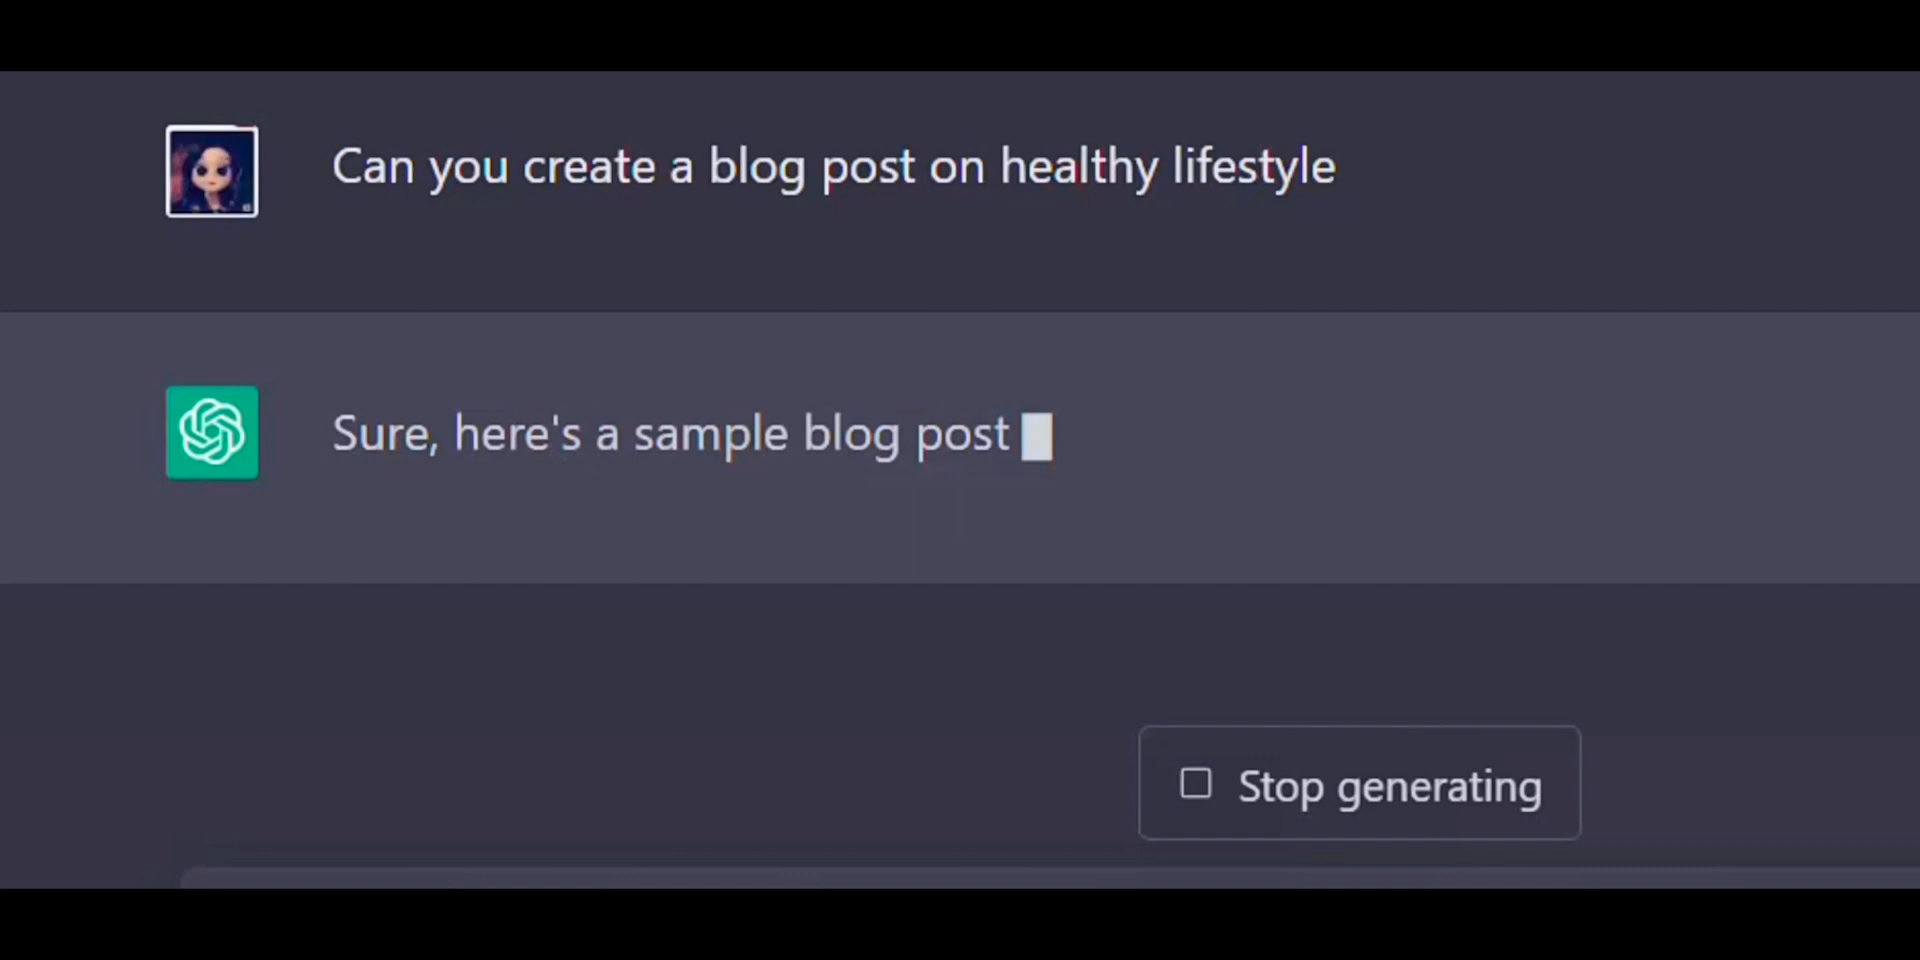 Can you create a blog post on healthy lifestyle
Sure, here's a sample blog post
Stop generating